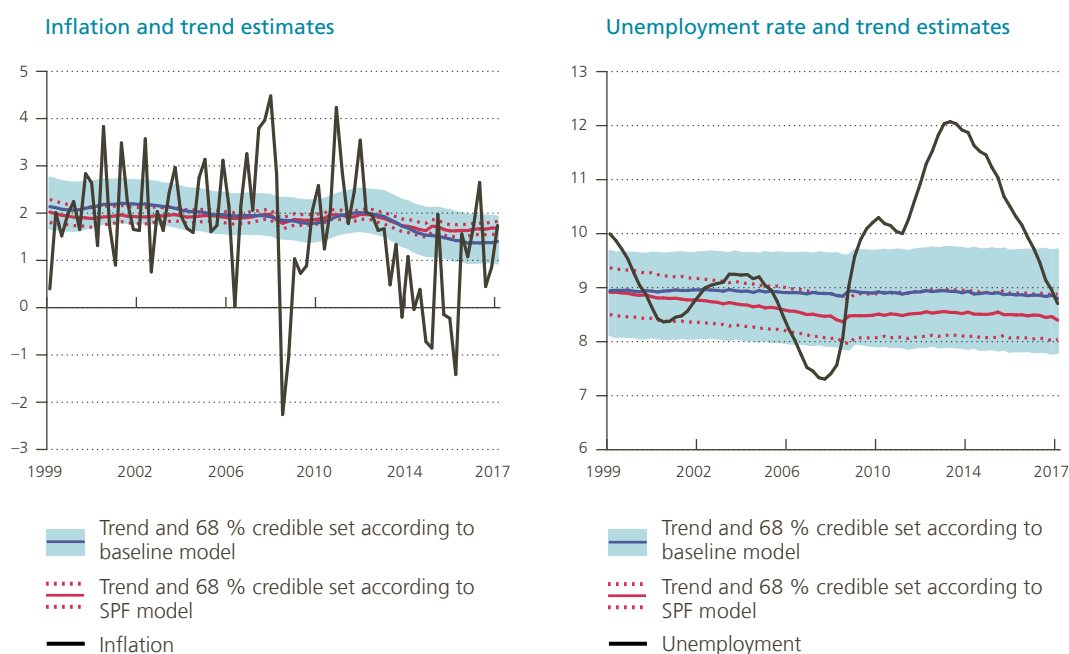 Inflation and trend estimates
5
4
3
2
1
0
–1
–2
–3
1999 2002 2006 2010 2014 2017
Trend and 68 % credible set according to
baseline model
Trend and 68 % credible set according to
SPF model
Inflation
Unemployment rate and trend estimates
13
12
11
10
9
8
7
6
1999 2002 2006 2010 2014 2017
Trend and 68 % credible set according to
baseline model
Trend and 68 % credible set according to
SPF model
Unemployment